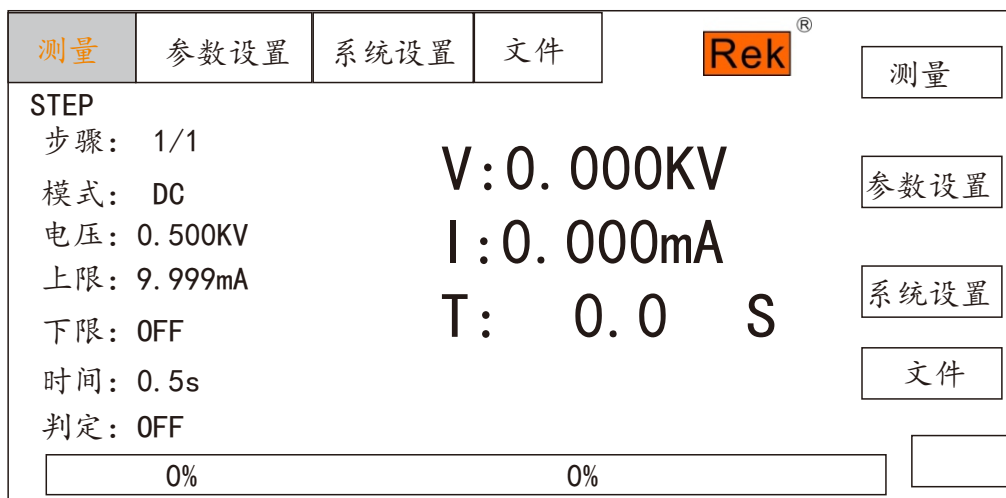 测量 参数设置 系统设置 文件 Rek®
STEP
步骤： 1/1
模式： DC
电压：0.500KV
上限：9.999mA
下限：OFF
时间：0.5s
判定：OFF
V:0.000KV
I:0.000mA
T: 0.0 S
0% 0%
测量
参数设置
系统设置
文件